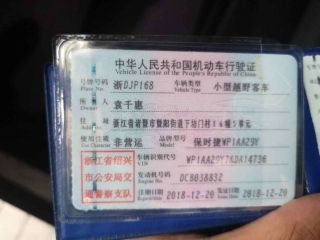 中华人民共和国机动车行驶证
Vehicle License of the People's Republic of China
号牌号码 浙DJP168 车辆类型 小型越野客车
Plate No. Vehicle Type
所有人 袁千惠
Owner
住址 浙江省诸暨市暨阳街道下坊门村14幢5单元
Address
使用性质 非营运 品牌型号 保时捷WP1AA29Y
Use Character Model
浙江省绍兴市公安局交通警察支队
车辆识别代号 WP1AA29Y7KDA14736
VIN
发动机号码 DCB038832
Engine No.
注册日期 2018-12-20 发证日期 2018-12-20
Register Date Issue Date